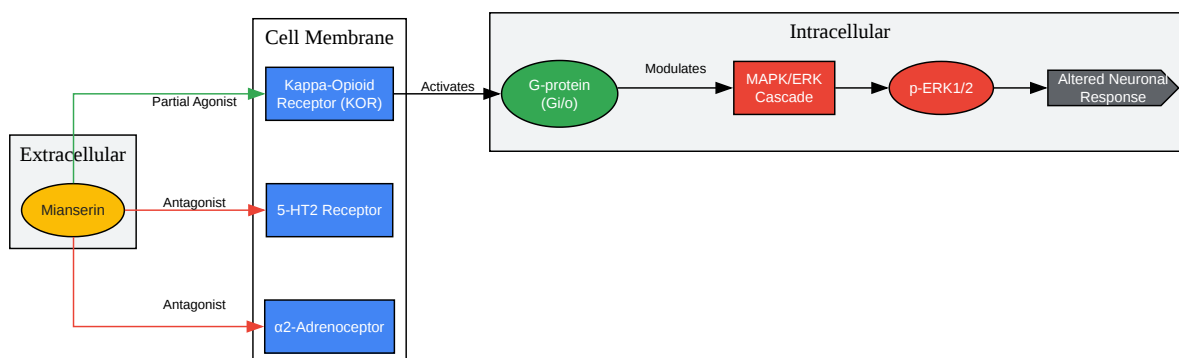 Cell Membrane
Intracellular
Kappa-Opioid
Receptor (KOR)
Partial Agonist
Activates
G-protein
(Gi/o)
Modulates
MAPK/ERK
Cascade
p-ERK1/2
Altered Neuronal
Response
Extracellular
Mianserin
Antagonist
5-HT2 Receptor
Antagonist
α2-Adrenoceptor